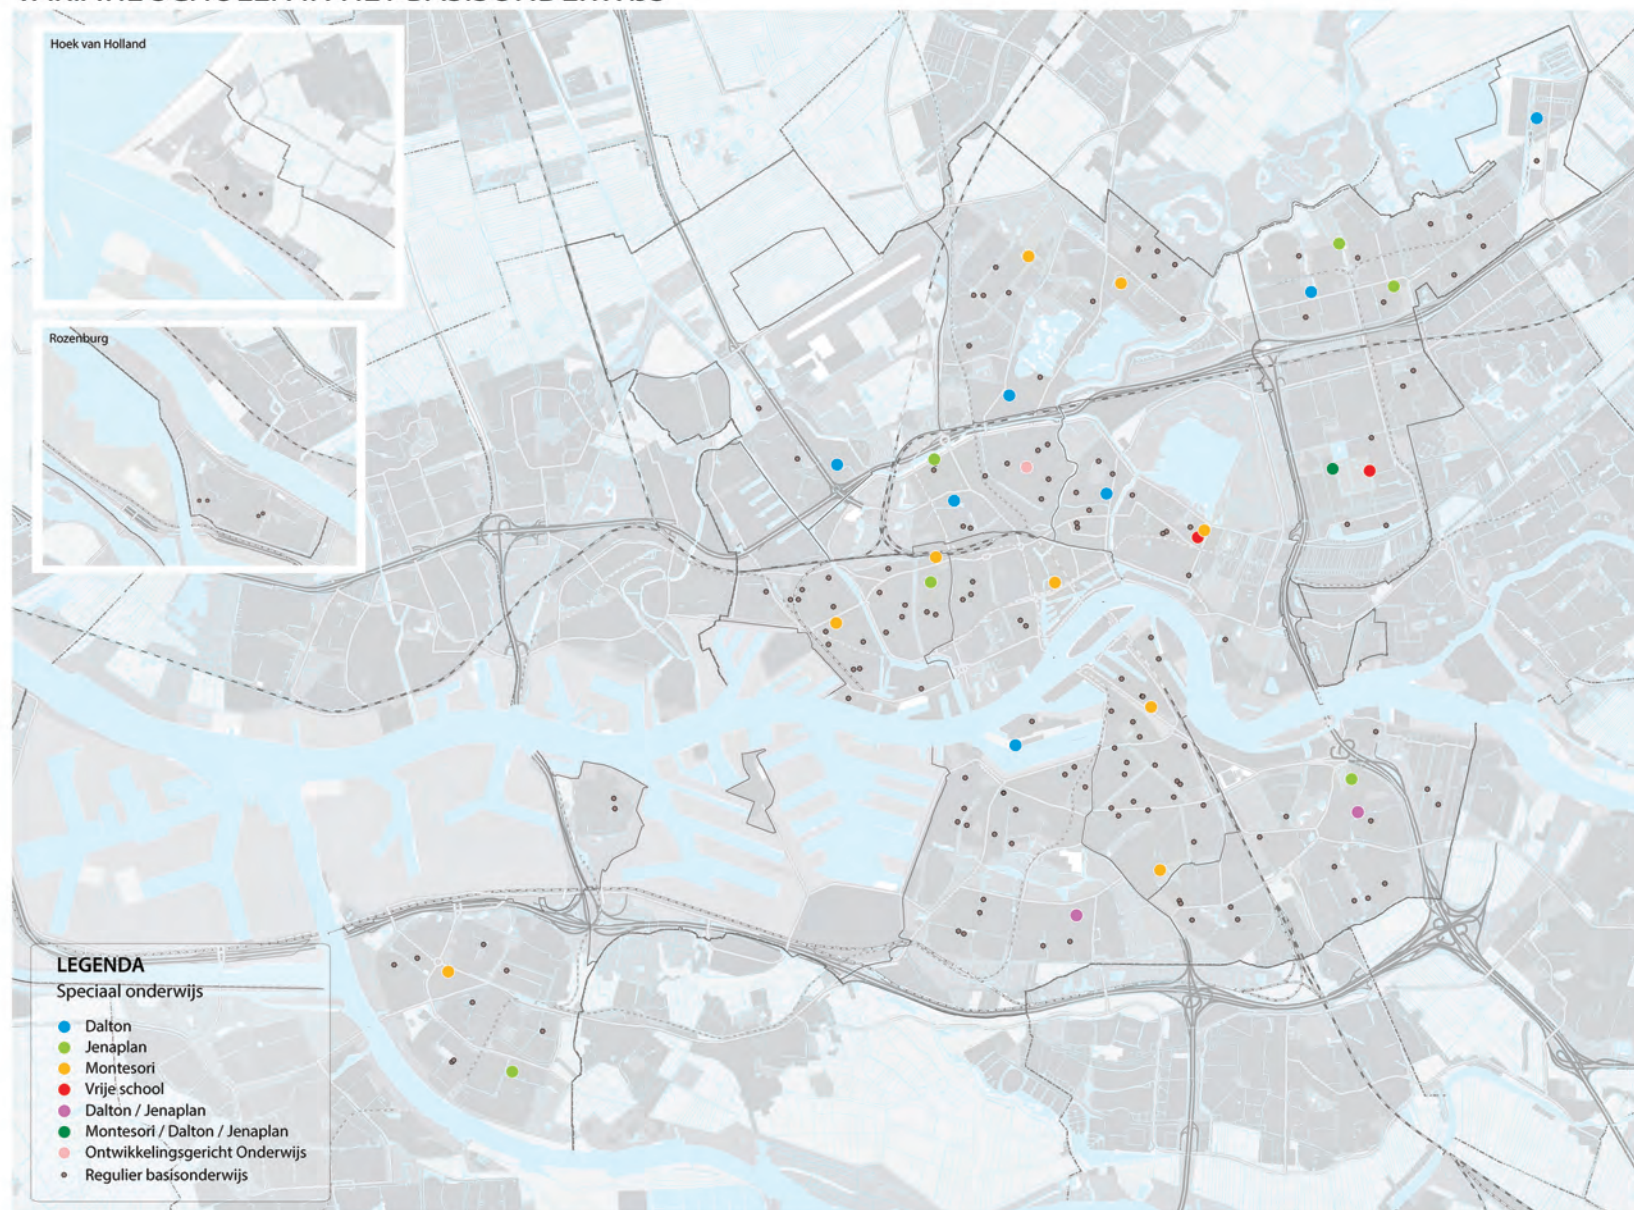 Hoek van Holland
Rozenburg
LEGENDA
Speciaal onderwijs
Dalton
Jenaplan
Montesori
Vrije school
Dalton / Jenaplan
Montesori / Dalton / Jenaplan
Ontwikkelingsgericht Onderwijs
Regulier basisonderwijs